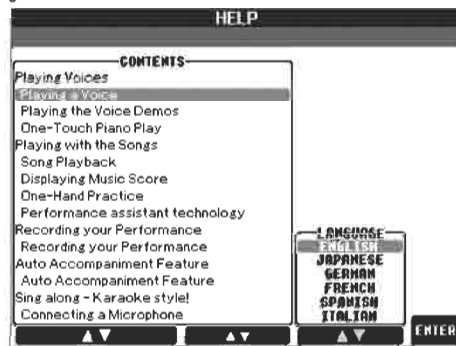 HELP
CONTENTS
Playing Voices
Playing a Voice
Playing the Voice Demos
One-Touch Piano Play
Playing with the Songs
Song Playback
Displaying Music Score
One-Hand Practice
Performance assistant technology
Recording your Performance
Recording your Performance
Auto Accompaniment Feature
Auto Accompaniment Feature
Sing along - Karaoke style!
Connecting a Microphone
LANGUAGE
ENGLISH
JAPANESE
GERMAN
FRENCH
SPANISH
ITALIAN
ENTER